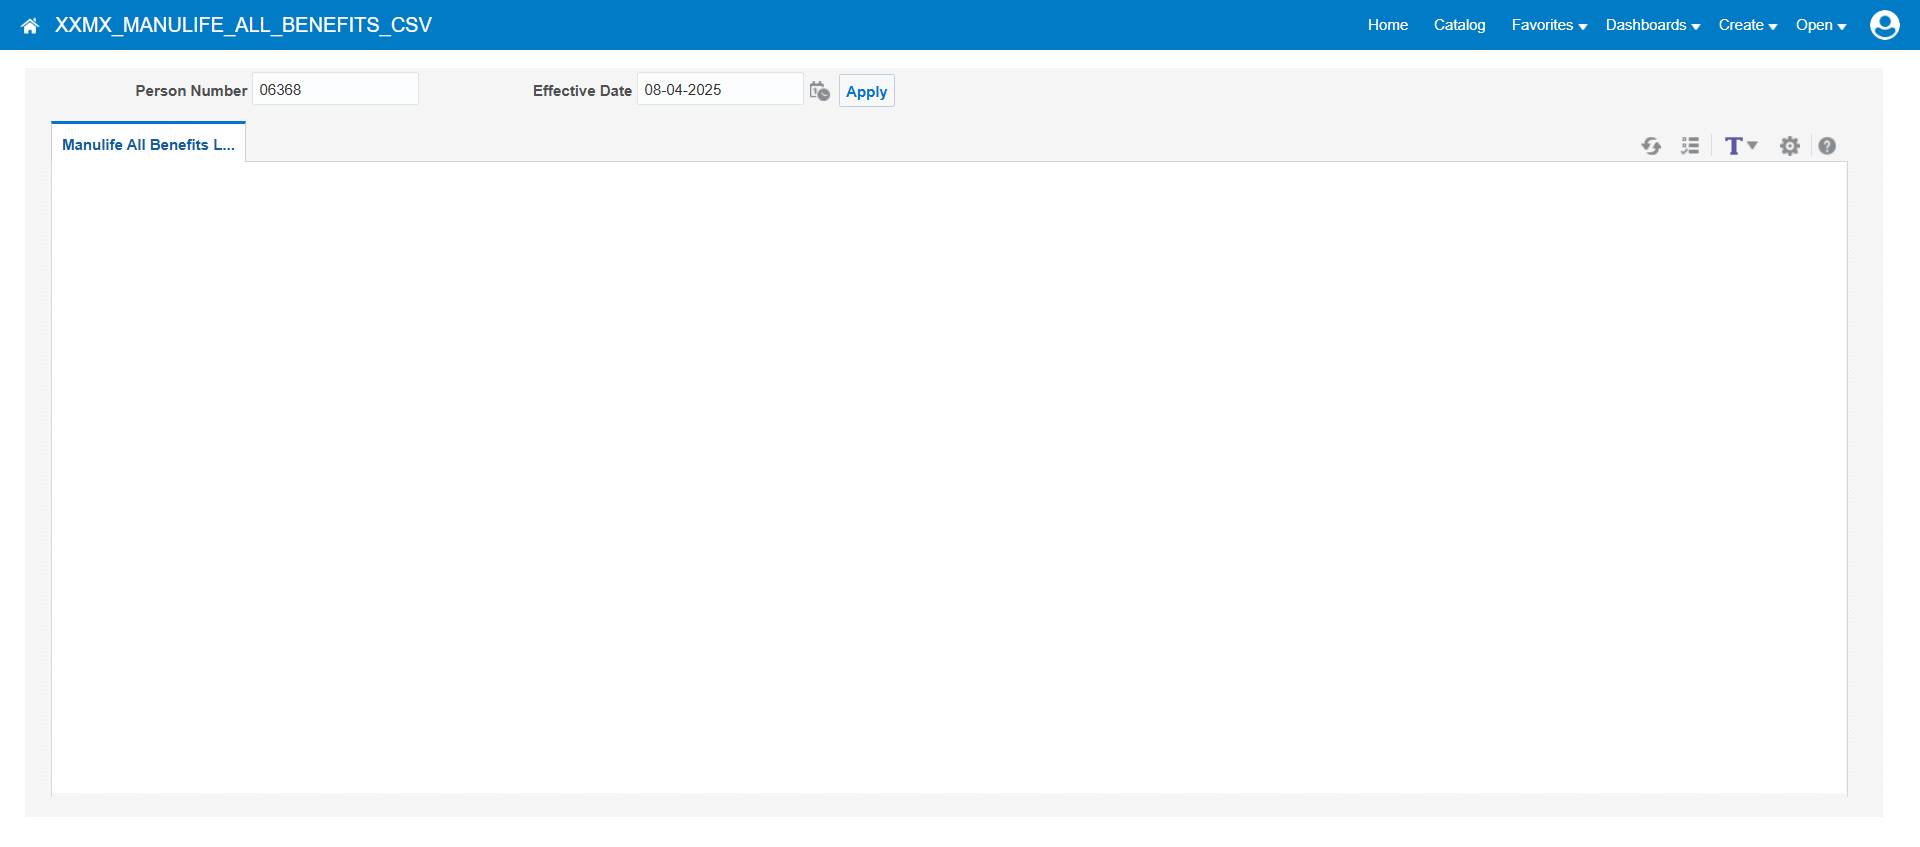 XXMX_MANULIFE_ALL_BENEFITS_CSV Home Catalog Favorites Dashboards Create Open
Person Number 06368 Effective Date 08-04-2025 Apply
Manulife All Benefits L... T